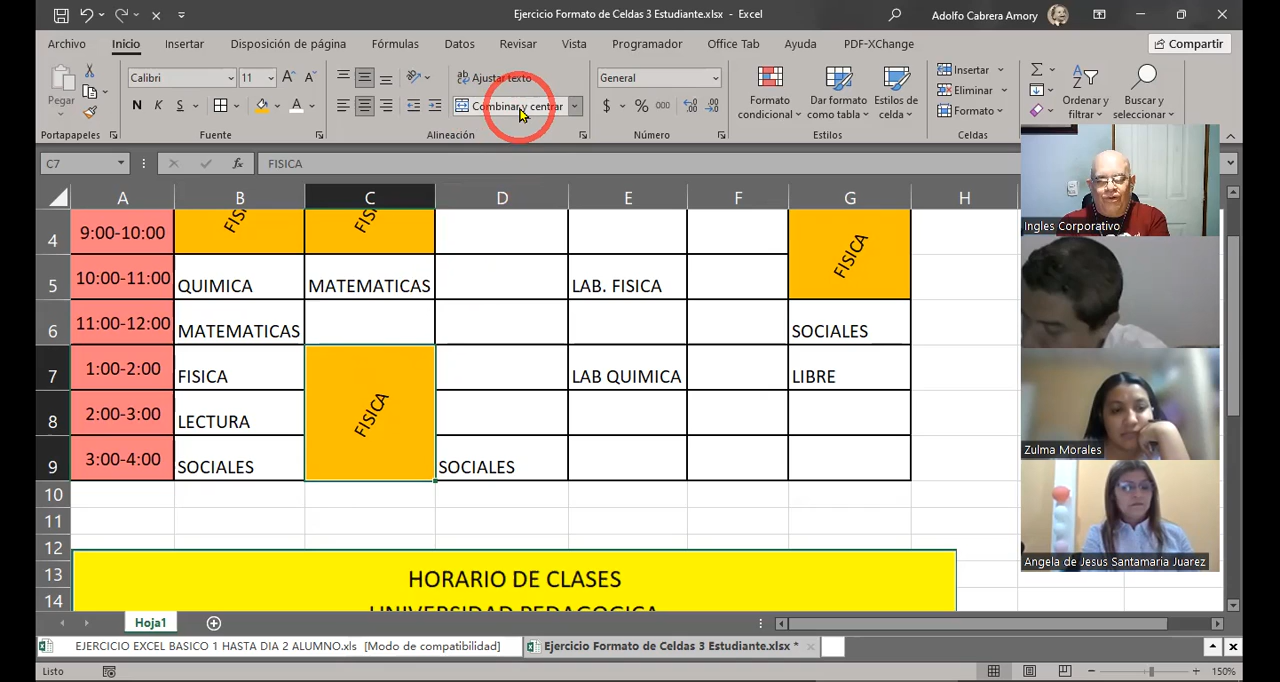 Ejercicio Formato de Celdas 3 Estudiante.xlsx - Excel
Adolfo Cabrera Amory
Archivo Inicio Insertar Disposición de página Fórmulas Datos Revisar Vista Programador Office Tab Ayuda PDF-XChange Compartir
Pegar
Calibri 11 A A
N K S A
Ajustar texto
Combinar y centrar
General
$ % 000
Formato condicional
Dar formato como tabla
Estilos de celda
Insertar
Eliminar
Formato
Ordenar y filtrar
Buscar y seleccionar
Portapapeles Fuente Alineación Número Estilos Celdas
C7 fx FISICA
A B C D E F G H
4 9:00-10:00 FISI FISI FISICA
5 10:00-11:00 QUIMICA MATEMATICAS LAB. FISICA
6 11:00-12:00 MATEMATICAS SOCIALES
7 1:00-2:00 FISICA FISICA LAB QUIMICA LIBRE
8 2:00-3:00 LECTURA
9 3:00-4:00 SOCIALES SOCIALES
10
11
12
13 HORARIO DE CLASES
14 UNIVERSIDAD PEDAGOGICA
Ingles Corporativo
Zulma Morales
Angela de Jesus Santamaria Juarez
Hoja1
EJERCICIO EXCEL BASICO 1 HASTA DIA 2 ALUMNO.xls [Modo de compatibilidad]
Ejercicio Formato de Celdas 3 Estudiante.xlsx *
Listo
150%